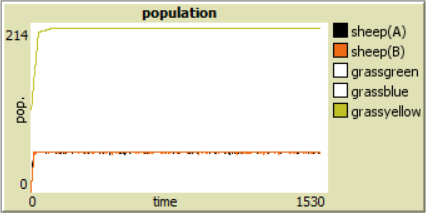 population
214
pop.
0
0
time
1530
sheep(A)
sheep(B)
grassgreen
grassblue
grassyellow